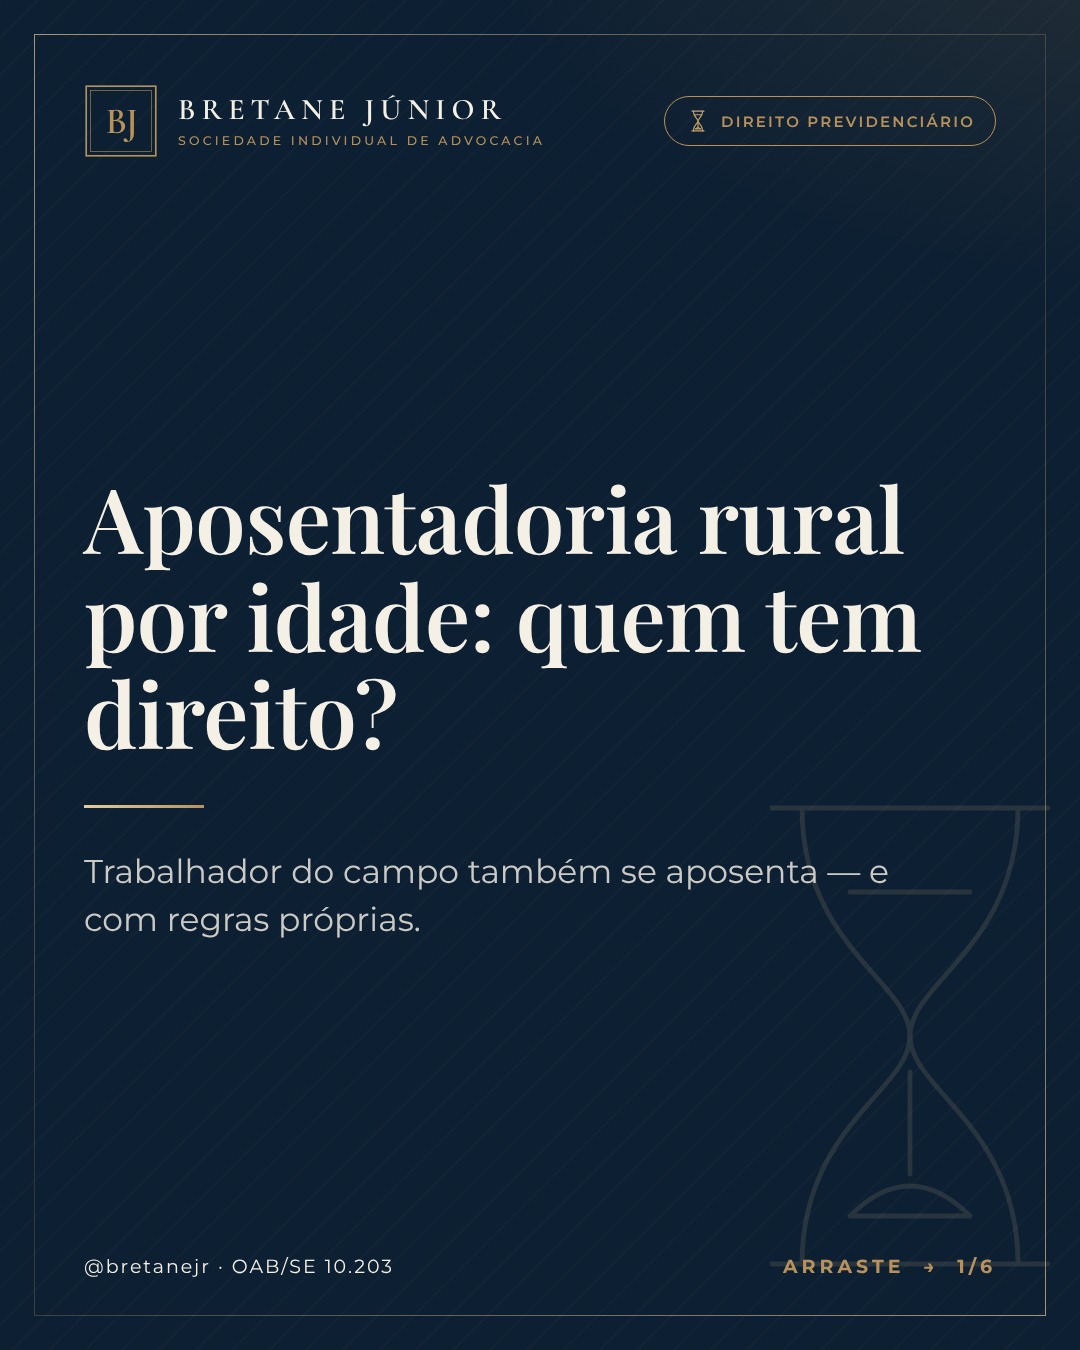 BJ
BRETANE JÚNIOR
SOCIEDADE INDIVIDUAL DE ADVOCACIA
DIREITO PREVIDENCIÁRIO
Aposentadoria rural
por idade: quem tem
direito?
Trabalhador do campo também se aposenta — e
com regras próprias.
@bretanejr · OAB/SE 10.203
ARRASTE → 1/6